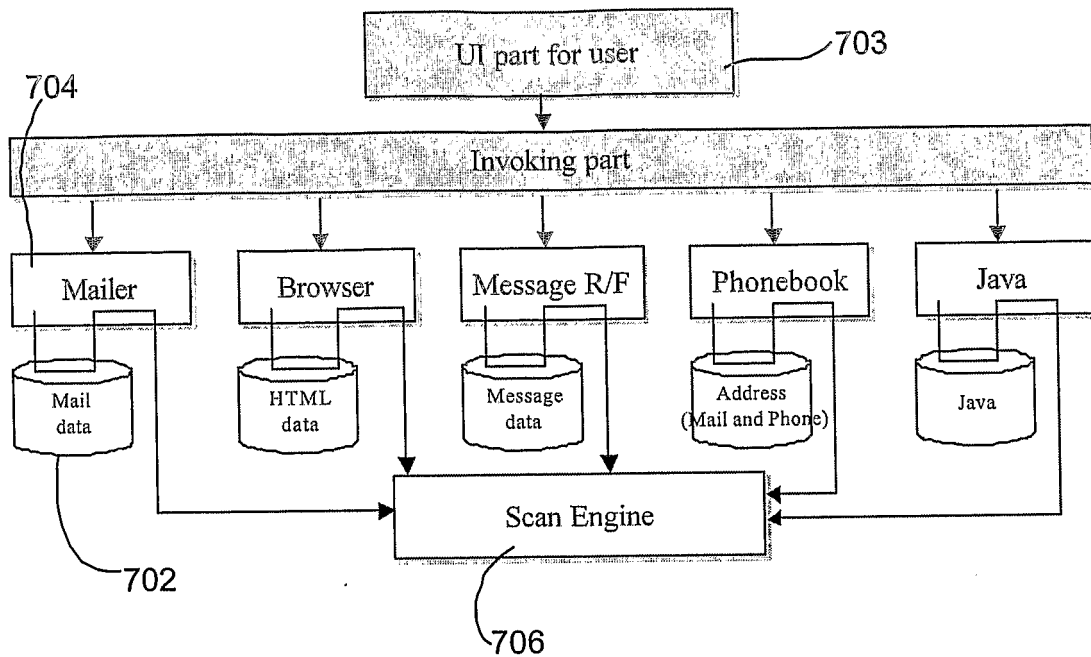 UI part for user
703
704
Invoking part
Mailer
Browser
Message R/F
Phonebook
Java
Mail
data
HTML
data
Message
data
Address
(Mail and Phone)
Java
Scan Engine
702
706